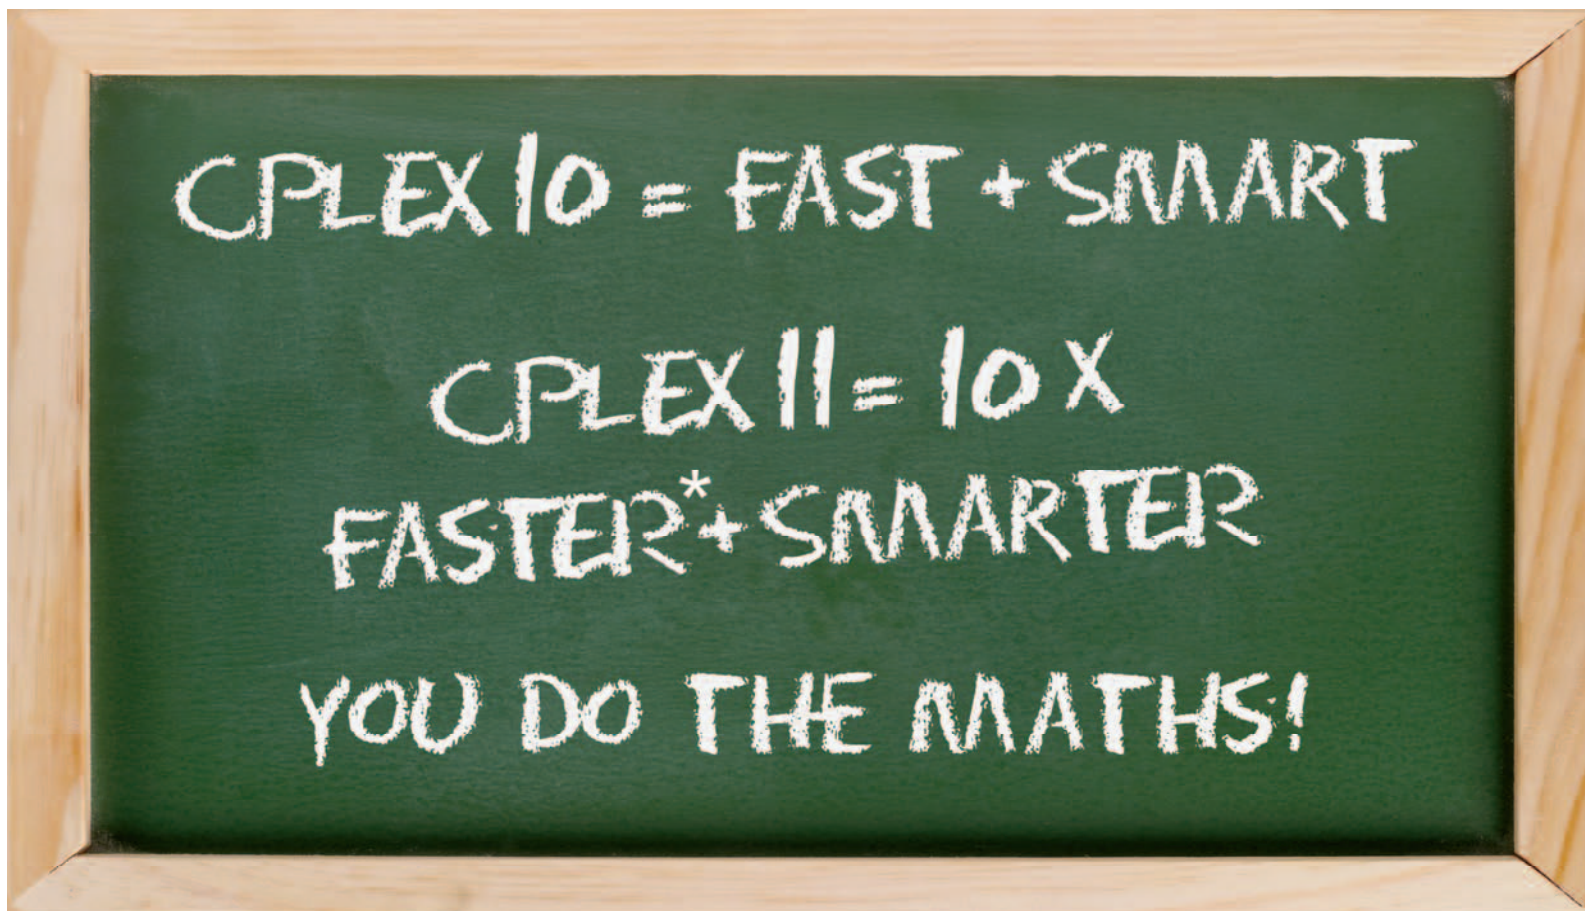 CPLEX 10 = FAST + SMART
CPLEX 11 = 10 X
FASTER* + SMARTER
YOU DO THE MATHS!